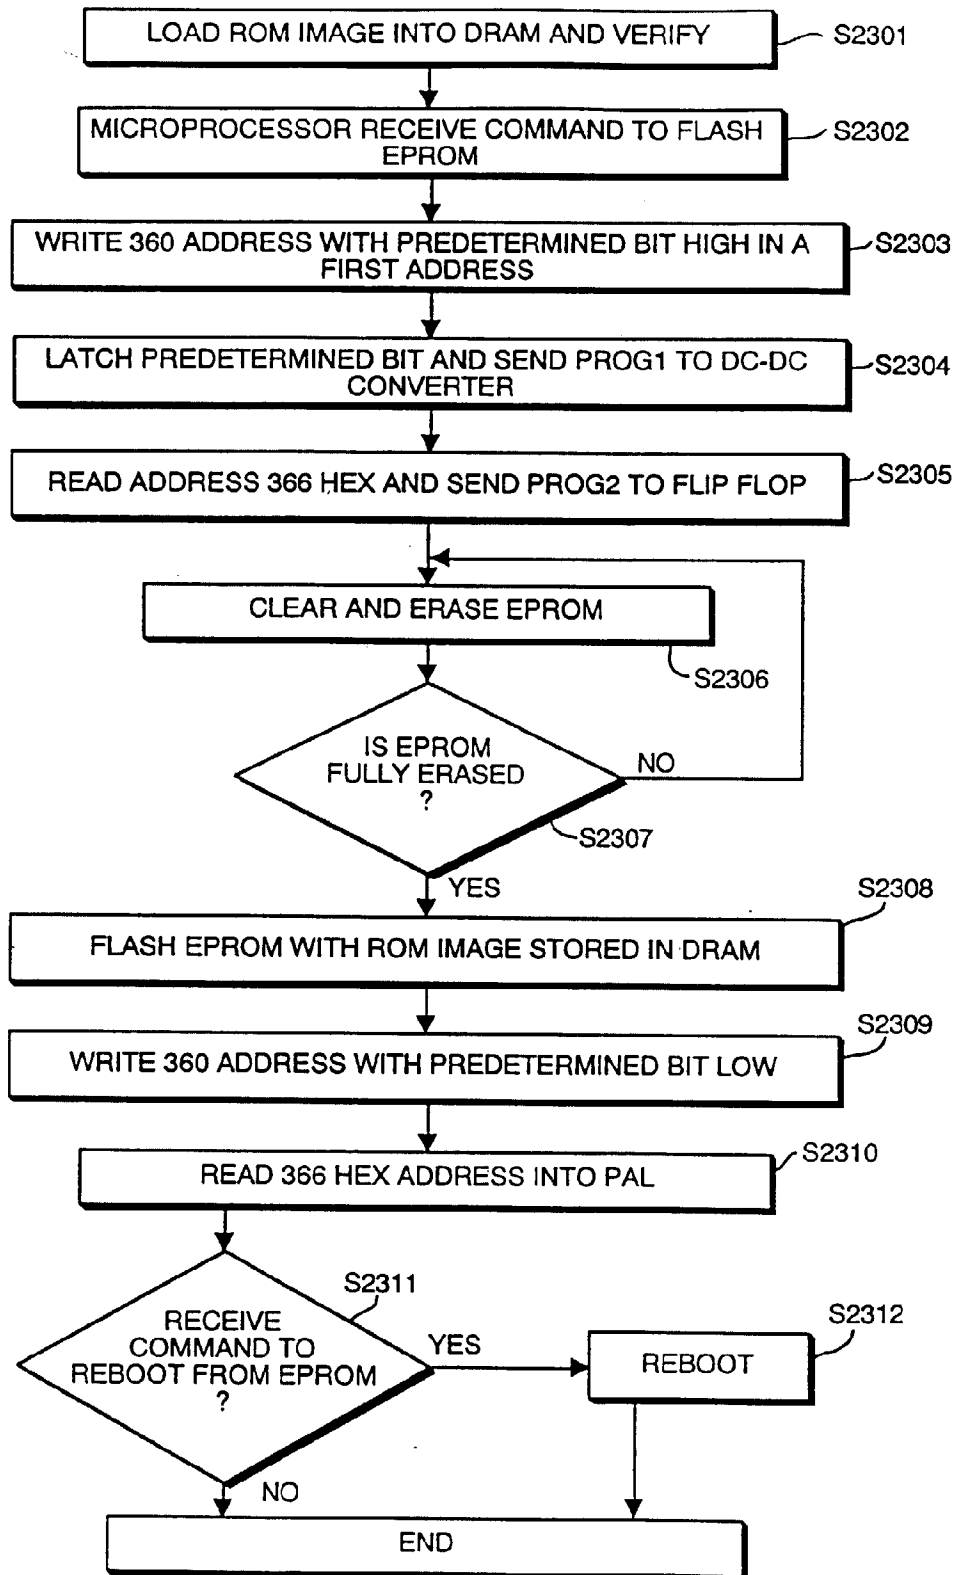 LOAD ROM IMAGE INTO DRAM AND VERIFY
S2301
MICROPROCESSOR RECEIVE COMMAND TO FLASH
EPROM
S2302
WRITE 360 ADDRESS WITH PREDETERMINED BIT HIGH IN A
FIRST ADDRESS
S2303
LATCH PREDETERMINED BIT AND SEND PROG1 TO DC-DC
CONVERTER
S2304
READ ADDRESS 366 HEX AND SEND PROG2 TO FLIP FLOP
S2305
CLEAR AND ERASE EPROM
S2306
IS EPROM
FULLY ERASED
?
NO
S2307
YES
S2308
FLASH EPROM WITH ROM IMAGE STORED IN DRAM
S2309
WRITE 360 ADDRESS WITH PREDETERMINED BIT LOW
S2310
READ 366 HEX ADDRESS INTO PAL
S2311
RECEIVE
COMMAND TO
REBOOT FROM EPROM
?
YES
S2312
REBOOT
NO
END